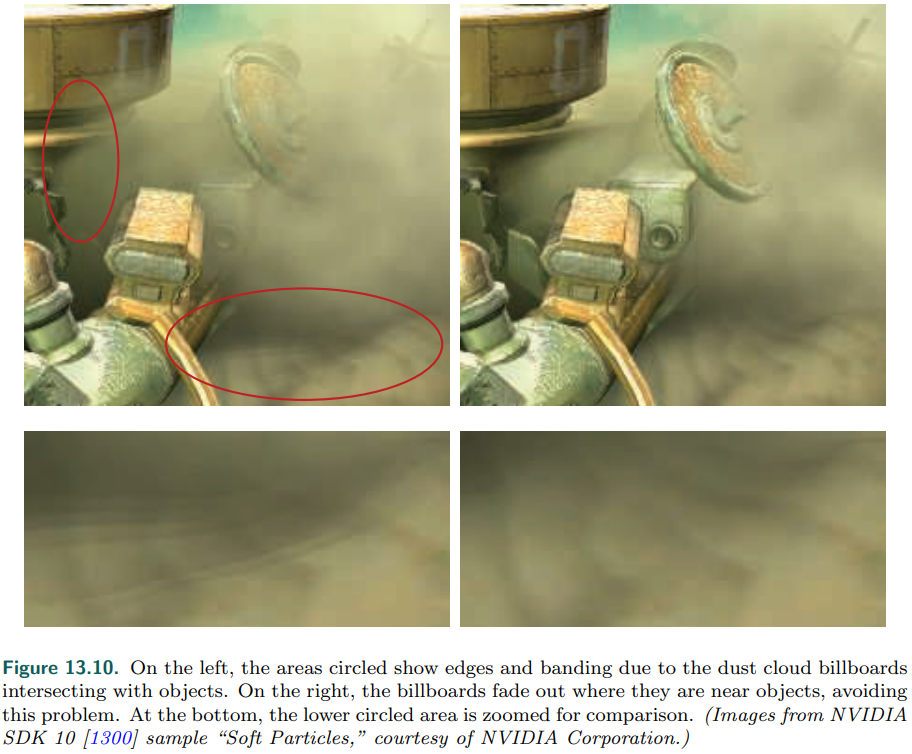 Figure 13.10. On the left, the areas circled show edges and banding due to the dust cloud billboards
intersecting with objects. On the right, the billboards fade out where they are near objects, avoiding
this problem. At the bottom, the lower circled area is zoomed for comparison. (Images from NVIDIA
SDK 10 [1300] sample “Soft Particles,” courtesy of NVIDIA Corporation.)